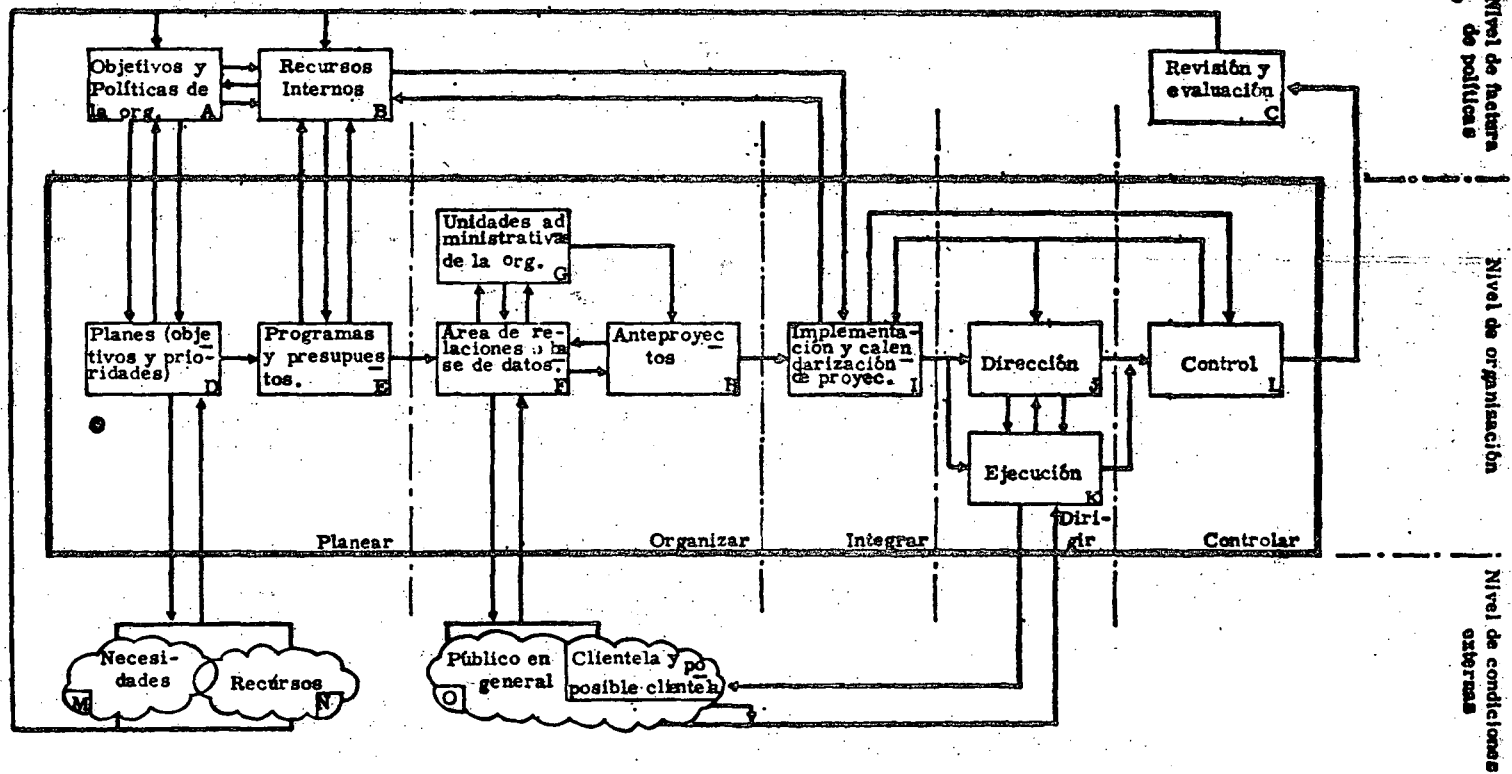 Objetivos y
Políticas de
la org. A
Recursos
Internos
B
Revisión y
evaluación
C
Nivel de factura
de políticas
Unidades ad
ministrativas
de la org. G
Planes (obje
tivos y prio-
ridades) D
Programas
y presupues
tos. E
Area de re-
laciones
se de datos. F
Anteproyec
tos
H
Implementa-
ción y calen
darización
de proyec. I
Dirección
Control
L
Ejecución
K
Nivel de organisación
Planear
Organizar
Integrar
Diri-
gir
Controlar
Necesi-
dades
M
Recursos
N
Público en
general
O
Clientela y po
posible clientela
Nivel de condiciones
externas